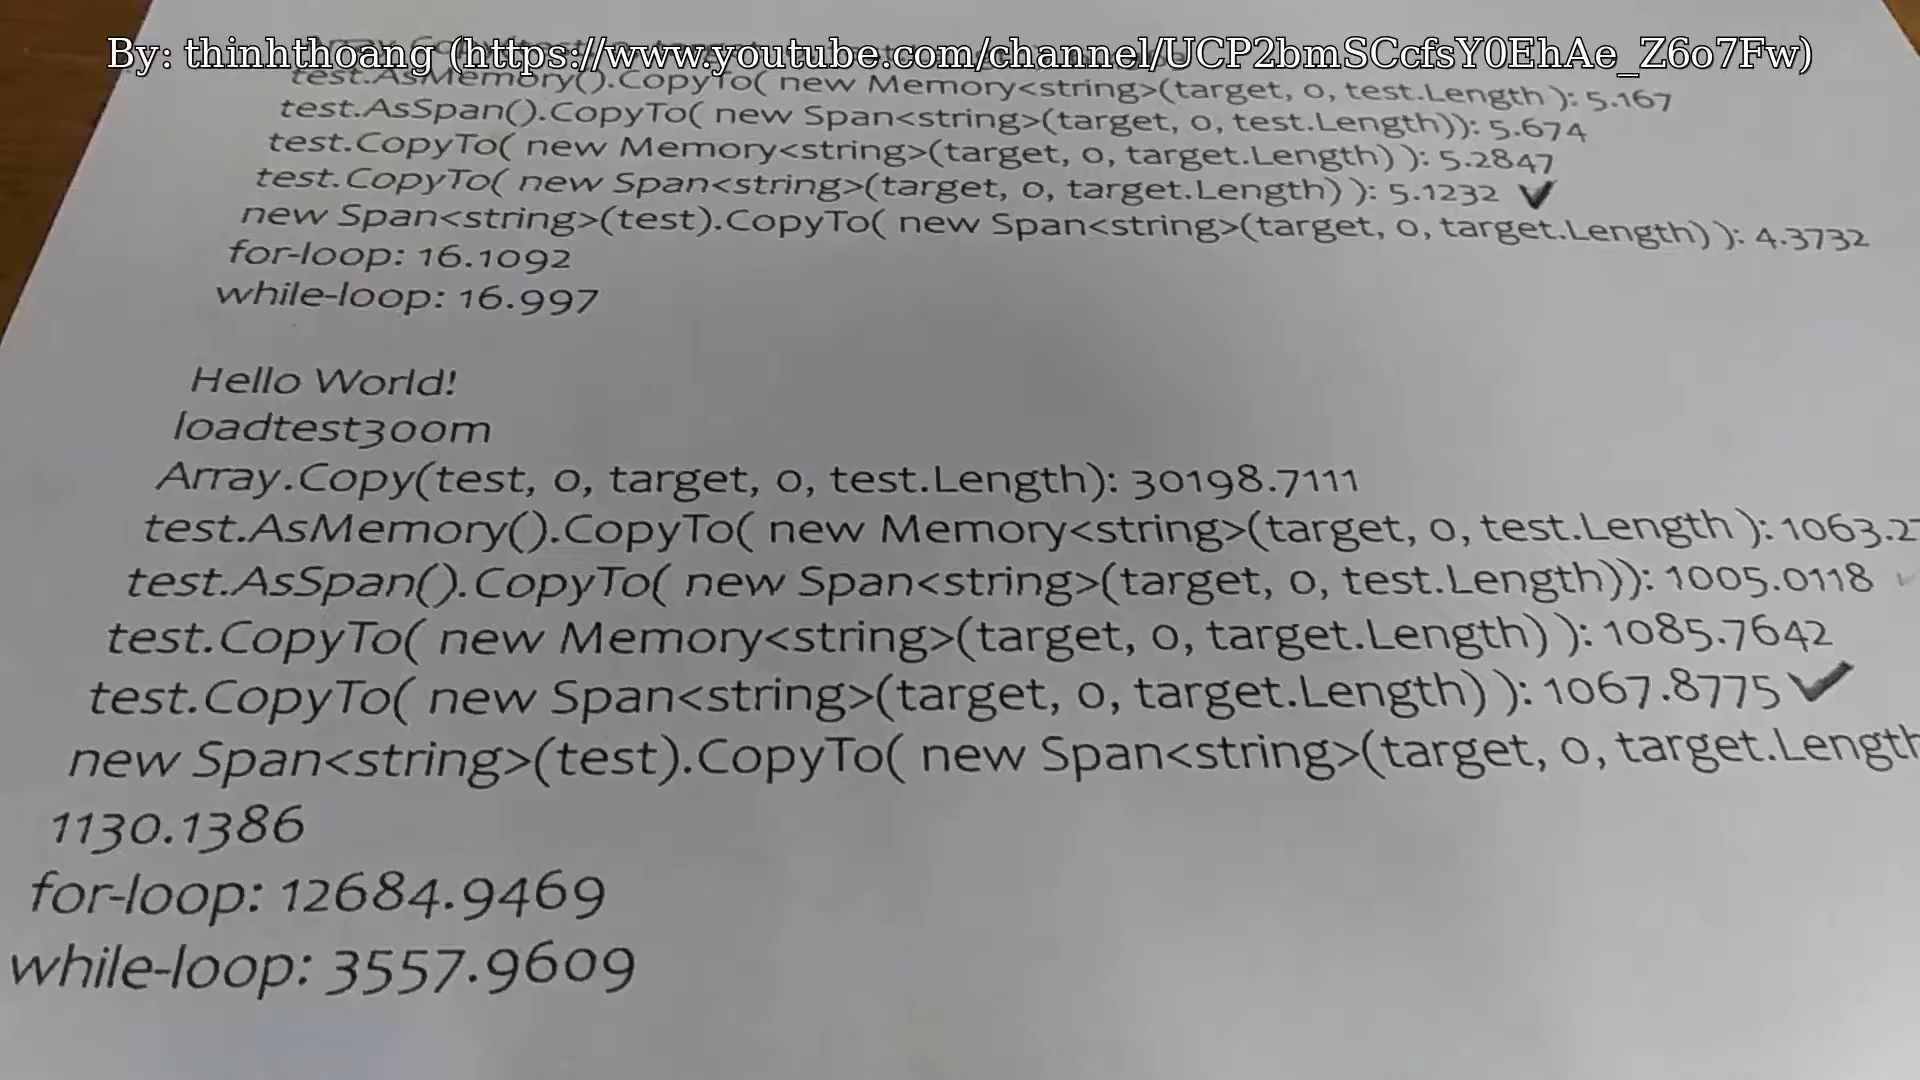 By: thinhthoang (https://www.youtube.com/channel/UCP2bmSCcfsY0EhAe_Z6o7Fw)
test.AsMemory().CopyTo( new Memory<string>(target, 0, test.Length ): 5.167
test.AsSpan().CopyTo( new Span<string>(target, 0, test.Length)): 5.674
test.CopyTo( new Memory<string>(target, 0, target.Length) ): 5.2847
test.CopyTo( new Span<string>(target, 0, target.Length) ): 5.1232 ✓
new Span<string>(test).CopyTo( new Span<string>(target, 0, target.Length) ): 4.3732
for-loop: 16.1092
while-loop: 16.997
Hello World!
loadtest300m
Array.Copy(test, 0, target, 0, test.Length): 30198.7111
test.AsMemory().CopyTo( new Memory<string>(target, 0, test.Length ): 1063.27
test.AsSpan().CopyTo( new Span<string>(target, 0, test.Length)): 1005.0118
test.CopyTo( new Memory<string>(target, 0, target.Length) ): 1085.7642
test.CopyTo( new Span<string>(target, 0, target.Length) ): 1067.8775 ✓
new Span<string>(test).CopyTo( new Span<string>(target, 0, target.Length
1130.1386
for-loop: 12684.9469
while-loop: 3557.9609